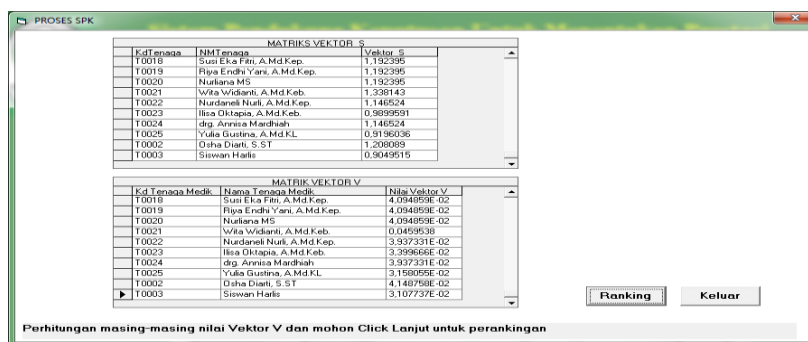 PROSES SPK
MATRIKS VEKTOR S
KdTenaga NMTenaga Vektor S
T0018 Susi Eka Fitri, A.Md.Kep. 1,192395
T0019 Riya Endhi Yani, A.Md.Kep. 1,192395
T0020 Nurliana MS 1,192395
T0021 Wita Widianti, A.Md.Keb. 1,338143
T0022 Nurdaneli Nurli, A.Md.Kep. 1,146524
T0023 Ilisa Oktapia, A.Md.Keb. 0,9899591
T0024 drg. Annisa Mardhiah 1,146524
T0025 Yulia Gustina, A.Md.KL 0,9196036
T0002 Osha Diarti, S.ST 1,208089
T0003 Siswan Harlis 0,9049515
MATRIK VEKTOR V
Kd Tenaga Medik Nama Tenaga Medik Nilai Vektor V
T0018 Susi Eka Fitri, A.Md.Kep. 4,094859E-02
T0019 Riya Endhi Yani, A.Md.Kep. 4,094859E-02
T0020 Nurliana MS 4,094859E-02
T0021 Wita Widianti, A.Md.Keb. 0,0459538
T0022 Nurdaneli Nurli, A.Md.Kep. 3,937331E-02
T0023 Ilisa Oktapia, A.Md.Keb. 3,399666E-02
T0024 drg. Annisa Mardhiah 3,937331E-02
T0025 Yulia Gustina, A.Md.KL 3,158055E-02
T0002 Osha Diarti, S.ST 4,148758E-02
T0003 Siswan Harlis 3,107737E-02
Ranking Keluar
Perhitungan masing-masing nilai Vektor V dan mohon Click Lanjut untuk perankingan